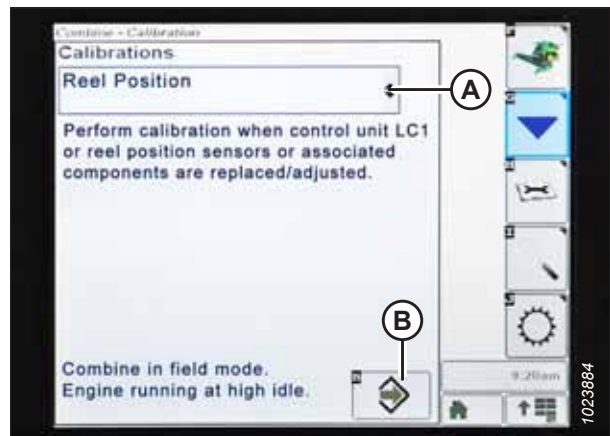 Combine - Calibration
Calibrations
Reel Position
A
Perform calibration when control unit LC1
or reel position sensors or associated
components are replaced/adjusted.
B
Combine in field mode.
Engine running at high idle.
9:20am
1023884